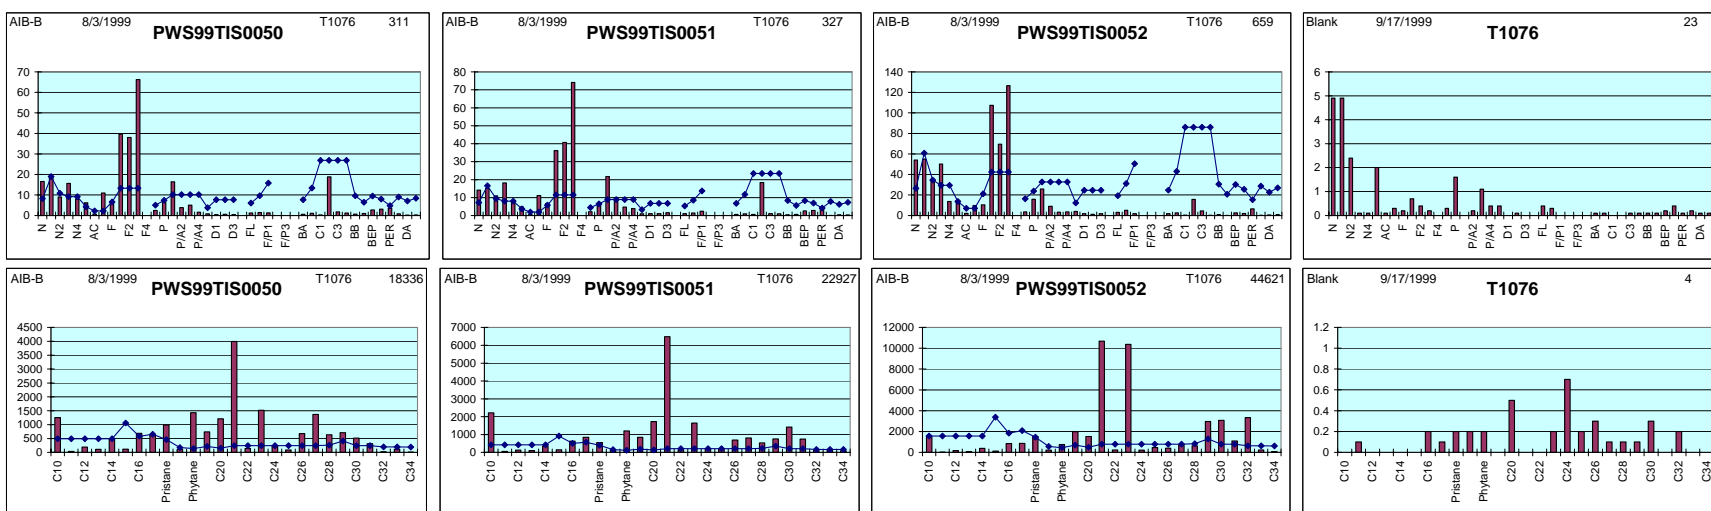 AIB-B 8/3/1999 T1076 311
PWS99TIS0050
70
60
50
40
30
20
10
0
N N2 N4 AC F F2 F4 P P/A2 P/A4 D1 D3 FL F/P1 F/P3 BA C1 C3 BB BEP PER DA
AIB-B 8/3/1999 T1076 327
PWS99TIS0051
80
70
60
50
40
30
20
10
0
N N2 N4 AC F F2 F4 P P/A2 P/A4 D1 D3 FL F/P1 F/P3 BA C1 C3 BB BEP PER DA
AIB-B 8/3/1999 T1076 659
PWS99TIS0052
140
120
100
80
60
40
20
0
N N2 N4 AC F F2 F4 P P/A2 P/A4 D1 D3 FL F/P1 F/P3 BA C1 C3 BB BEP PER DA
Blank 9/17/1999 23
T1076
6
5
4
3
2
1
0
N N2 N4 AC F F2 F4 P P/A2 P/A4 D1 D3 FL F/P1 F/P3 BA C1 C3 BB BEP PER DA
AIB-B 8/3/1999 T1076 18336
PWS99TIS0050
4500
4000
3500
3000
2500
2000
1500
1000
500
0
C10 C12 C14 C16 Pristane Phytane C20 C22 C24 C26 C28 C30 C32 C34
AIB-B 8/3/1999 T1076 22927
PWS99TIS0051
7000
6000
5000
4000
3000
2000
1000
0
C10 C12 C14 C16 Pristane Phytane C20 C22 C24 C26 C28 C30 C32 C34
AIB-B 8/3/1999 T1076 44621
PWS99TIS0052
12000
10000
8000
6000
4000
2000
0
C10 C12 C14 C16 Pristane Phytane C20 C22 C24 C26 C28 C30 C32 C34
Blank 9/17/1999 4
T1076
1.2
1
0.8
0.6
0.4
0.2
0
C10 C12 C14 C16 Pristane Phytane C20 C22 C24 C26 C28 C30 C32 C34